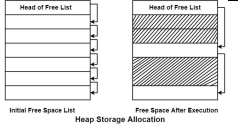 Head of Free List
Head of Free List
Initial Free Space List
Free Space After Execution
Heap Storage Allocation